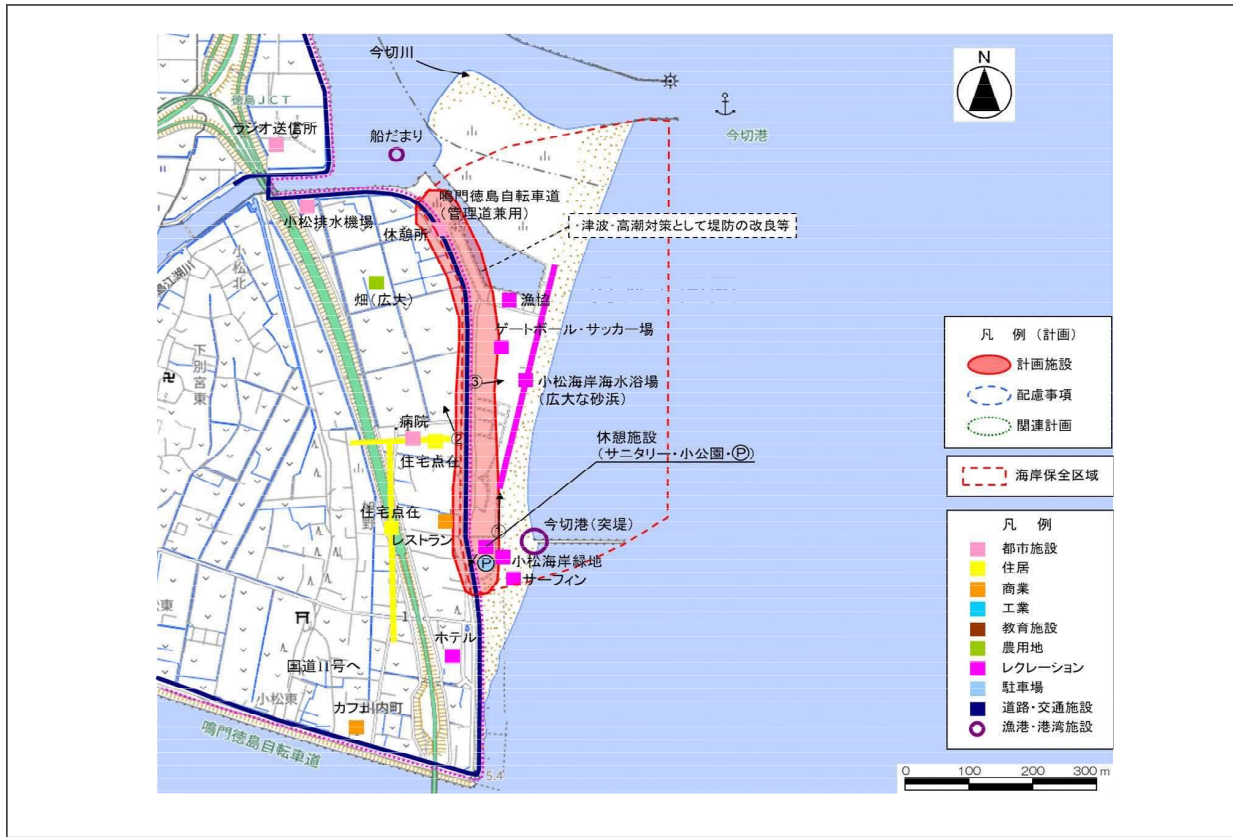 今切川
N
徳島JCT
ラジオ送信所
船だまり
今切港
鳴門徳島自転車道
(管理道兼用)
小松排水機場
休憩所
津波・高潮対策として堤防の改良等
小松北
畑(広大)
漁協
ゲートボール・サッカー場
下別宮東
③
小松海岸海水浴場
(広大な砂浜)
病院
②
住宅点在
休憩施設
(サニタリー・小公園・Ⓟ)
住宅点在
レストラン
①
今切港(突堤)
Ⓟ
小松海岸緑地
サーフィン
ホテル
国道11号へ
小松東
カフェ
川内町
鳴門徳島自転車道
5.4
凡 例 (計画)
計画施設
配慮事項
関連計画
海岸保全区域
凡 例
都市施設
住居
商業
工業
教育施設
農用地
レクレーション
駐車場
道路・交通施設
漁港・港湾施設
0 100 200 300 m